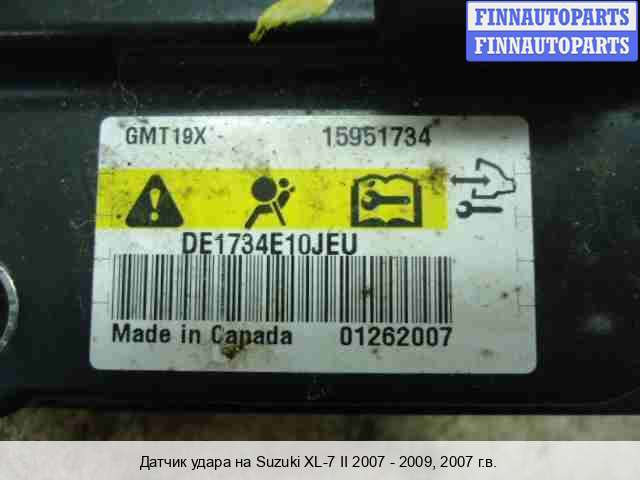 FINNAUTOPARTS
FINNAUTOPARTS
GMT19X - 15951734
DE1734E10JEU
Made in Canada 01262007
Датчик удара на Suzuki XL-7 II 2007 - 2009, 2007 г.в.